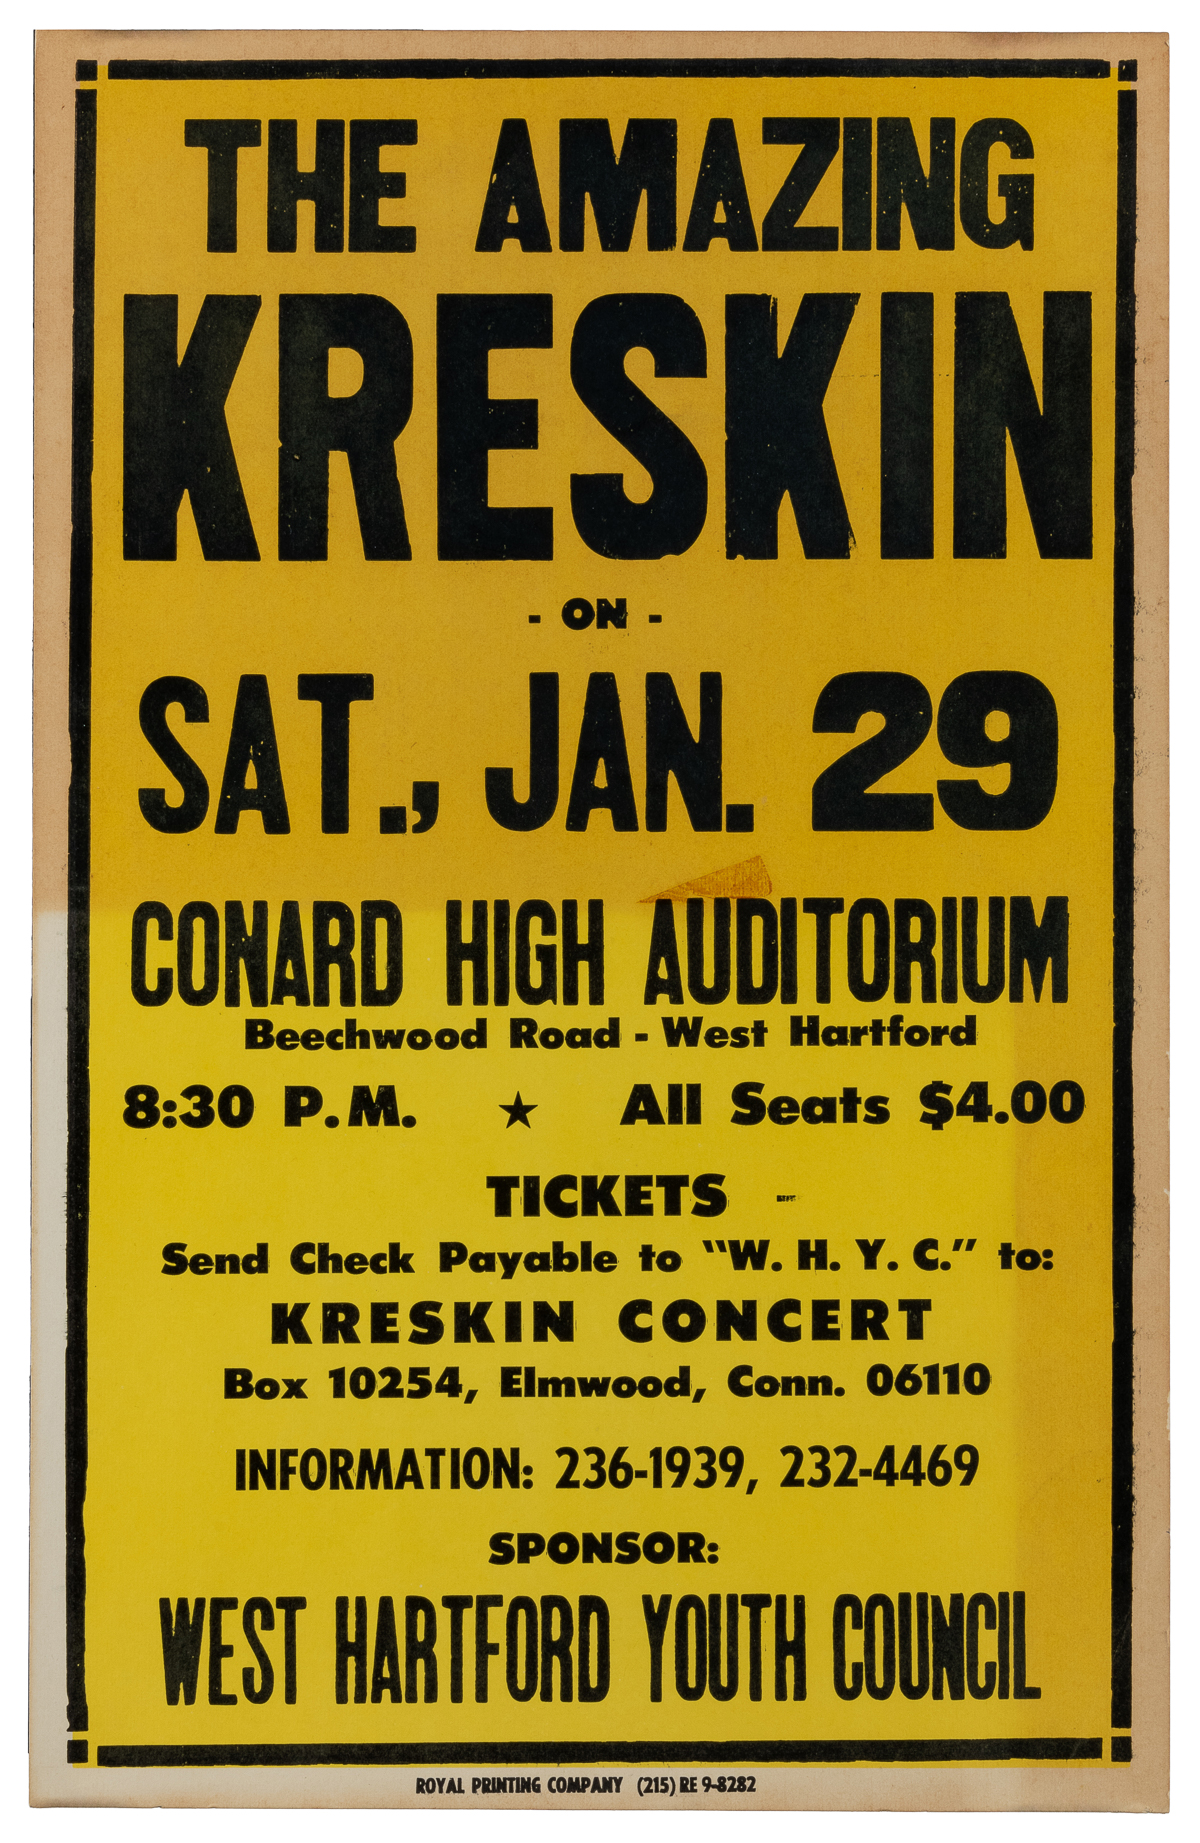 THE AMAZING
KRESKIN
- ON -
SAT., JAN. 29
CONARD HIGH AUDITORIUM
Beechwood Road - West Hartford
8:30 P.M. ★ All Seats $4.00
TICKETS -
Send Check Payable to "W. H. Y. C." to:
KRESKIN CONCERT
Box 10254, Elmwood, Conn. 06110
INFORMATION: 236-1939, 232-4469
SPONSOR:
WEST HARTFORD YOUTH COUNCIL
ROYAL PRINTING COMPANY (215) RE 9-8282